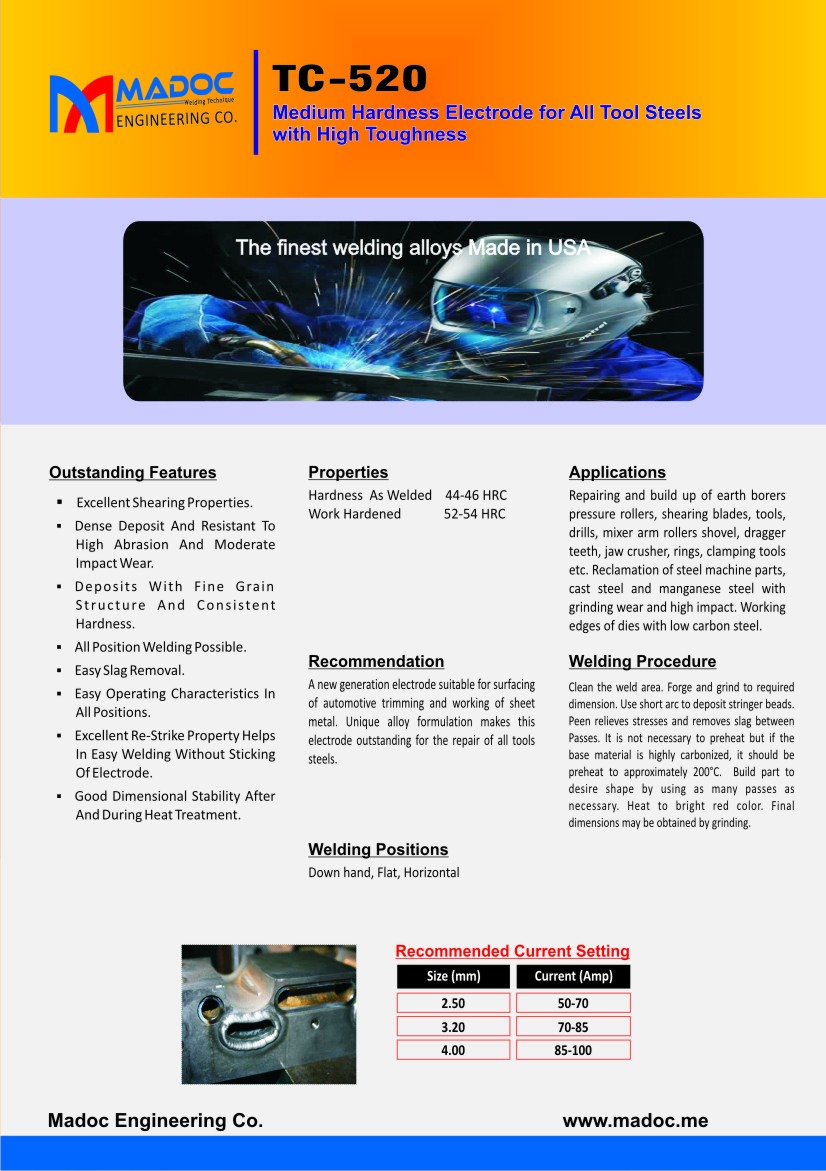 MADOC
Welding Technique
ENGINEERING CO.
TC-520
Medium Hardness Electrode for All Tool Steels
with High Toughness
The finest welding alloys Made in USA
optrel
Outstanding Features
▪ Excellent Shearing Properties.
▪ Dense Deposit And Resistant To
High Abrasion And Moderate
Impact Wear.
▪ Deposits With Fine Grain
Structure And Consistent
Hardness.
▪ All Position Welding Possible.
▪ Easy Slag Removal.
▪ Easy Operating Characteristics In
All Positions.
▪ Excellent Re-Strike Property Helps
In Easy Welding Without Sticking
Of Electrode.
▪ Good Dimensional Stability After
And During Heat Treatment.
Properties
Hardness As Welded 44-46 HRC
Work Hardened 52-54 HRC
Recommendation
A new generation electrode suitable for surfacing
of automotive trimming and working of sheet
metal. Unique alloy formulation makes this
electrode outstanding for the repair of all tools
steels.
Welding Positions
Down hand, Flat, Horizontal
Applications
Repairing and build up of earth borers
pressure rollers, shearing blades, tools,
drills, mixer arm rollers shovel, dragger
teeth, jaw crusher, rings, clamping tools
etc. Reclamation of steel machine parts,
cast steel and manganese steel with
grinding wear and high impact. Working
edges of dies with low carbon steel.
Welding Procedure
Clean the weld area. Forge and grind to required
dimension. Use short arc to deposit stringer beads.
Peen relieves stresses and removes slag between
Passes. It is not necessary to preheat but if the
base material is highly carbonized, it should be
preheat to approximately 200°C. Build part to
desire shape by using as many passes as
necessary. Heat to bright red color. Final
dimensions may be obtained by grinding.
Recommended Current Setting
Size (mm) Current (Amp)
2.50 50-70
3.20 70-85
4.00 85-100
Madoc Engineering Co.
www.madoc.me